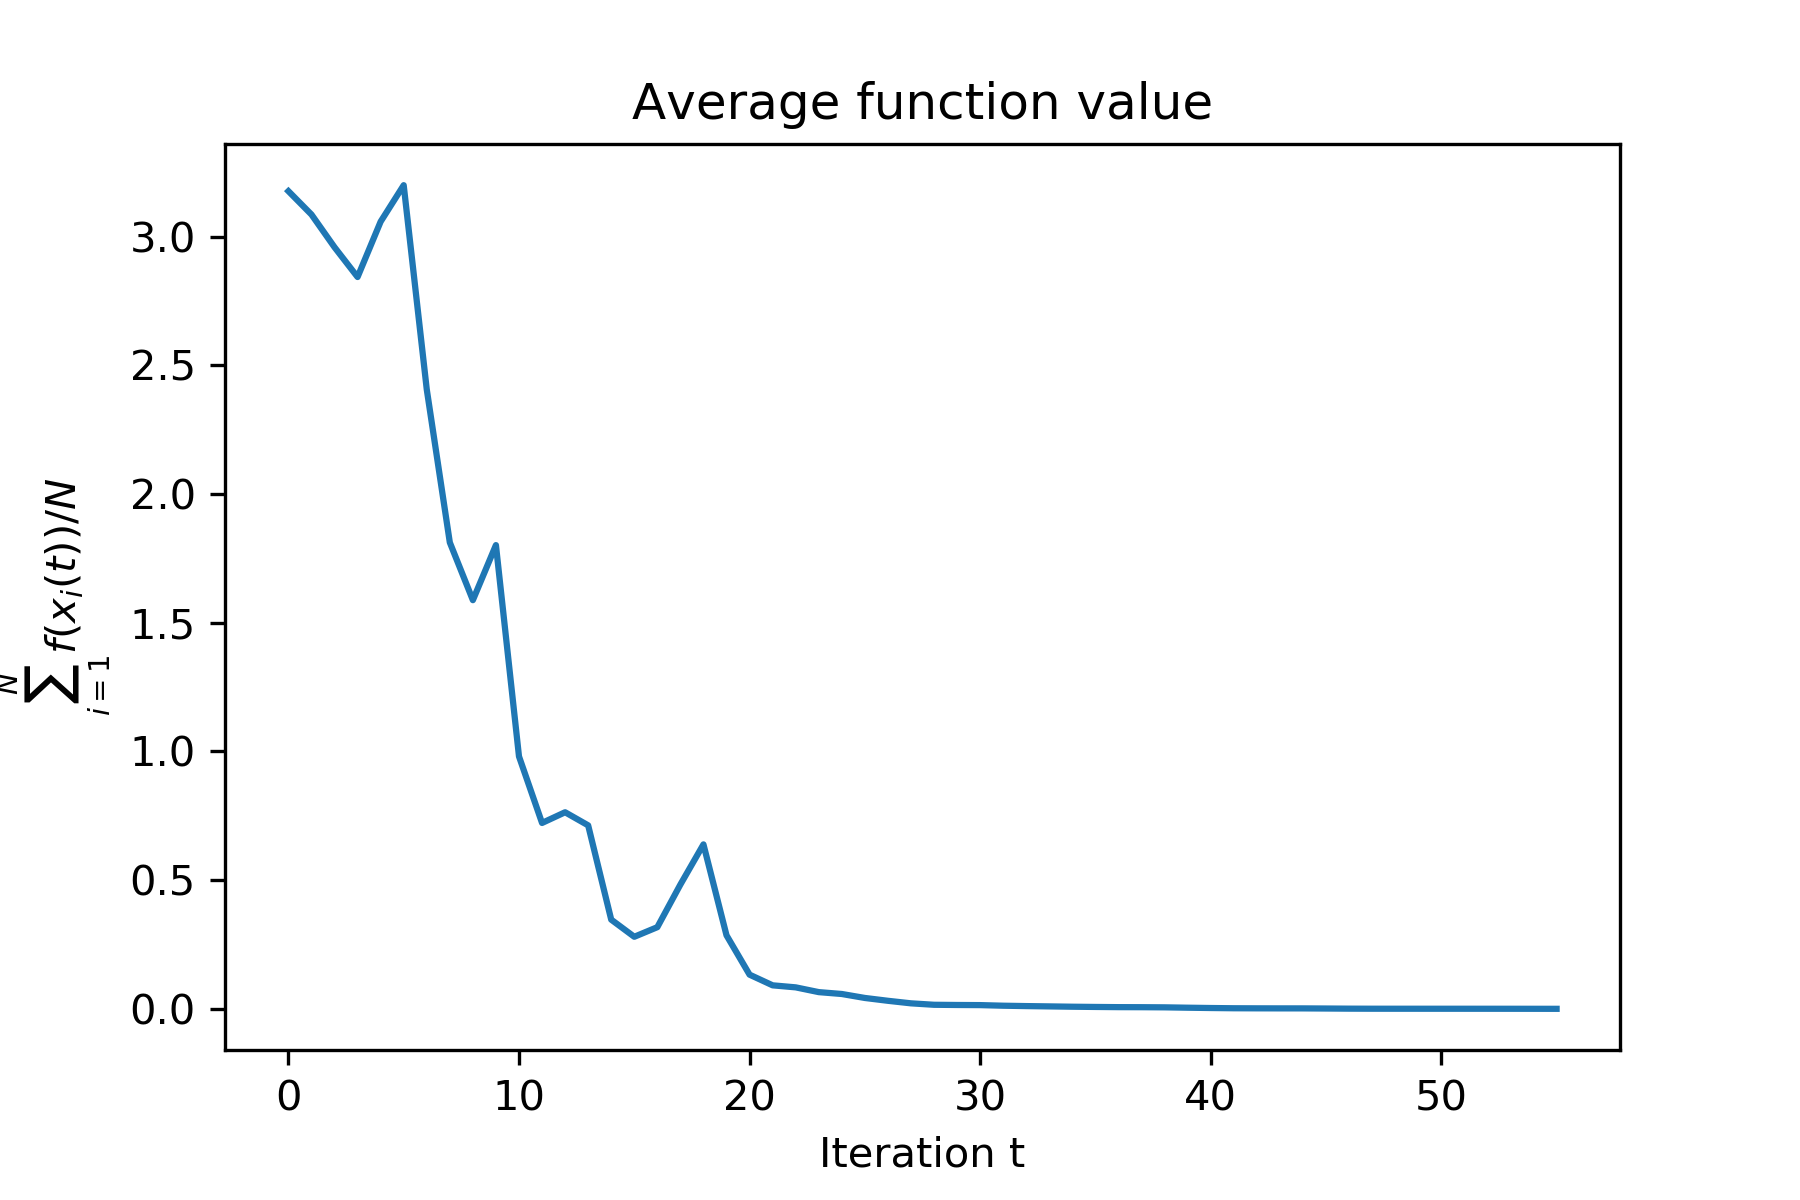 Average function value
3.0
2.5
2.0
1.5
1.0
0.5
0.0
N
∑ f(x_i(t))/N
i = 1
0 10 20 30 40 50
Iteration t